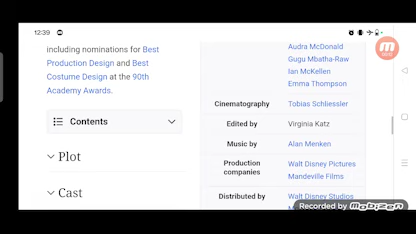 12:39
including nominations for Best
Production Design and Best
Costume Design at the 90th
Academy Awards.
Contents
Plot
Cast
Audra McDonald
Gugu Mbatha-Raw
Ian McKellen
Emma Thompson
Cinematography Tobias Schliessler
Edited by Virginia Katz
Music by Alan Menken
Production companies Walt Disney Pictures
Mandeville Films
Distributed by Walt Disney Studios
Recorded by Mobizen